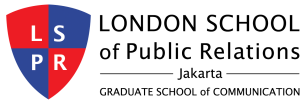 L S
P R
LONDON SCHOOL
of Public Relations
Jakarta
GRADUATE SCHOOL of COMMUNICATION